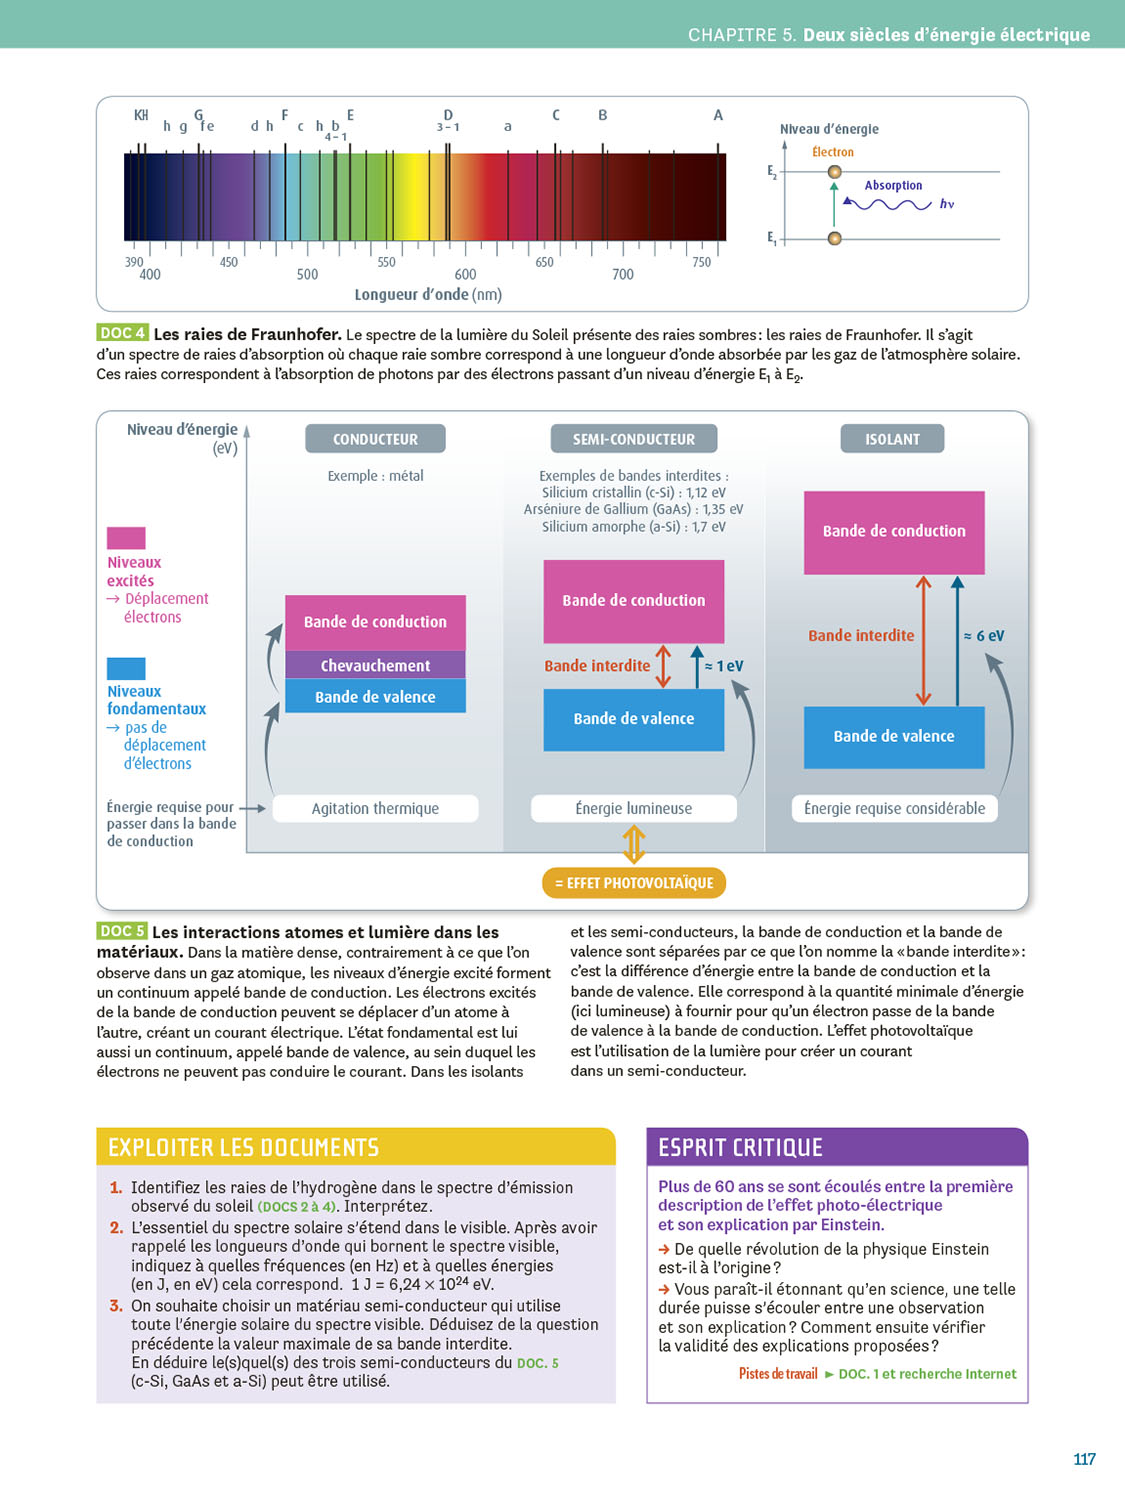 CHAPITRE 5. Deux siècles d'énergie électrique
KH G F E D C B A
h g f e d h c h b 3 – 1 a
4 – 1
390 450 550 650 750
400 500 600 700
Longueur d'onde (nm)
Niveau d'énergie
Électron
E2
Absorption
hν
E1
DOC 4 Les raies de Fraunhofer. Le spectre de la lumière du Soleil présente des raies sombres : les raies de Fraunhofer. Il s'agit
d'un spectre de raies d'absorption où chaque raie sombre correspond à une longueur d'onde absorbée par les gaz de l'atmosphère solaire.
Ces raies correspondent à l'absorption de photons par des électrons passant d'un niveau d'énergie E1 à E2.
Niveau d'énergie
(eV)
CONDUCTEUR
Exemple : métal
SEMI-CONDUCTEUR
Exemples de bandes interdites :
Silicium cristallin (c-Si) : 1,12 eV
Arséniure de Gallium (GaAs) : 1,35 eV
Silicium amorphe (a-Si) : 1,7 eV
ISOLANT
Niveaux
excités
→ Déplacement
électrons
Niveaux
fondamentaux
→ pas de
déplacement
d'électrons
Énergie requise pour
passer dans la bande
de conduction
Bande de conduction
Chevauchement
Bande de valence
Agitation thermique
Bande de conduction
Bande interdite
≈ 1 eV
Bande de valence
Énergie lumineuse
= EFFET PHOTOVOLTAÏQUE
Bande de conduction
Bande interdite
≈ 6 eV
Bande de valence
Énergie requise considérable
DOC 5 Les interactions atomes et lumière dans les
matériaux. Dans la matière dense, contrairement à ce que l'on
observe dans un gaz atomique, les niveaux d'énergie excité forment
un continuum appelé bande de conduction. Les électrons excités
de la bande de conduction peuvent se déplacer d'un atome à
l'autre, créant un courant électrique. L'état fondamental est lui
aussi un continuum, appelé bande de valence, au sein duquel les
électrons ne peuvent pas conduire le courant. Dans les isolants
et les semi-conducteurs, la bande de conduction et la bande de
valence sont séparées par ce que l'on nomme la « bande interdite » :
c'est la différence d'énergie entre la bande de conduction et la
bande de valence. Elle correspond à la quantité minimale d'énergie
(ici lumineuse) à fournir pour qu'un électron passe de la bande
de valence à la bande de conduction. L'effet photovoltaïque
est l'utilisation de la lumière pour créer un courant
dans un semi-conducteur.
EXPLOITER LES DOCUMENTS
1. Identifiez les raies de l'hydrogène dans le spectre d'émission
observé du soleil (DOCS 2 à 4). Interprétez.
2. L'essentiel du spectre solaire s'étend dans le visible. Après avoir
rappelé les longueurs d'onde qui bornent le spectre visible,
indiquez à quelles fréquences (en Hz) et à quelles énergies
(en J, en eV) cela correspond. 1 J = 6,24 × 10²⁴ eV.
3. On souhaite choisir un matériau semi-conducteur qui utilise
toute l'énergie solaire du spectre visible. Déduisez de la question
précédente la valeur maximale de sa bande interdite.
En déduire le(s)quel(s) des trois semi-conducteurs du DOC. 5
(c-Si, GaAs et a-Si) peut être utilisé.
ESPRIT CRITIQUE
Plus de 60 ans se sont écoulés entre la première
description de l'effet photo-électrique
et son explication par Einstein.
→ De quelle révolution de la physique Einstein
est-il à l'origine ?
→ Vous paraît-il étonnant qu'en science, une telle
durée puisse s'écouler entre une observation
et son explication ? Comment ensuite vérifier
la validité des explications proposées ?
Pistes de travail ► DOC. 1 et recherche Internet
117